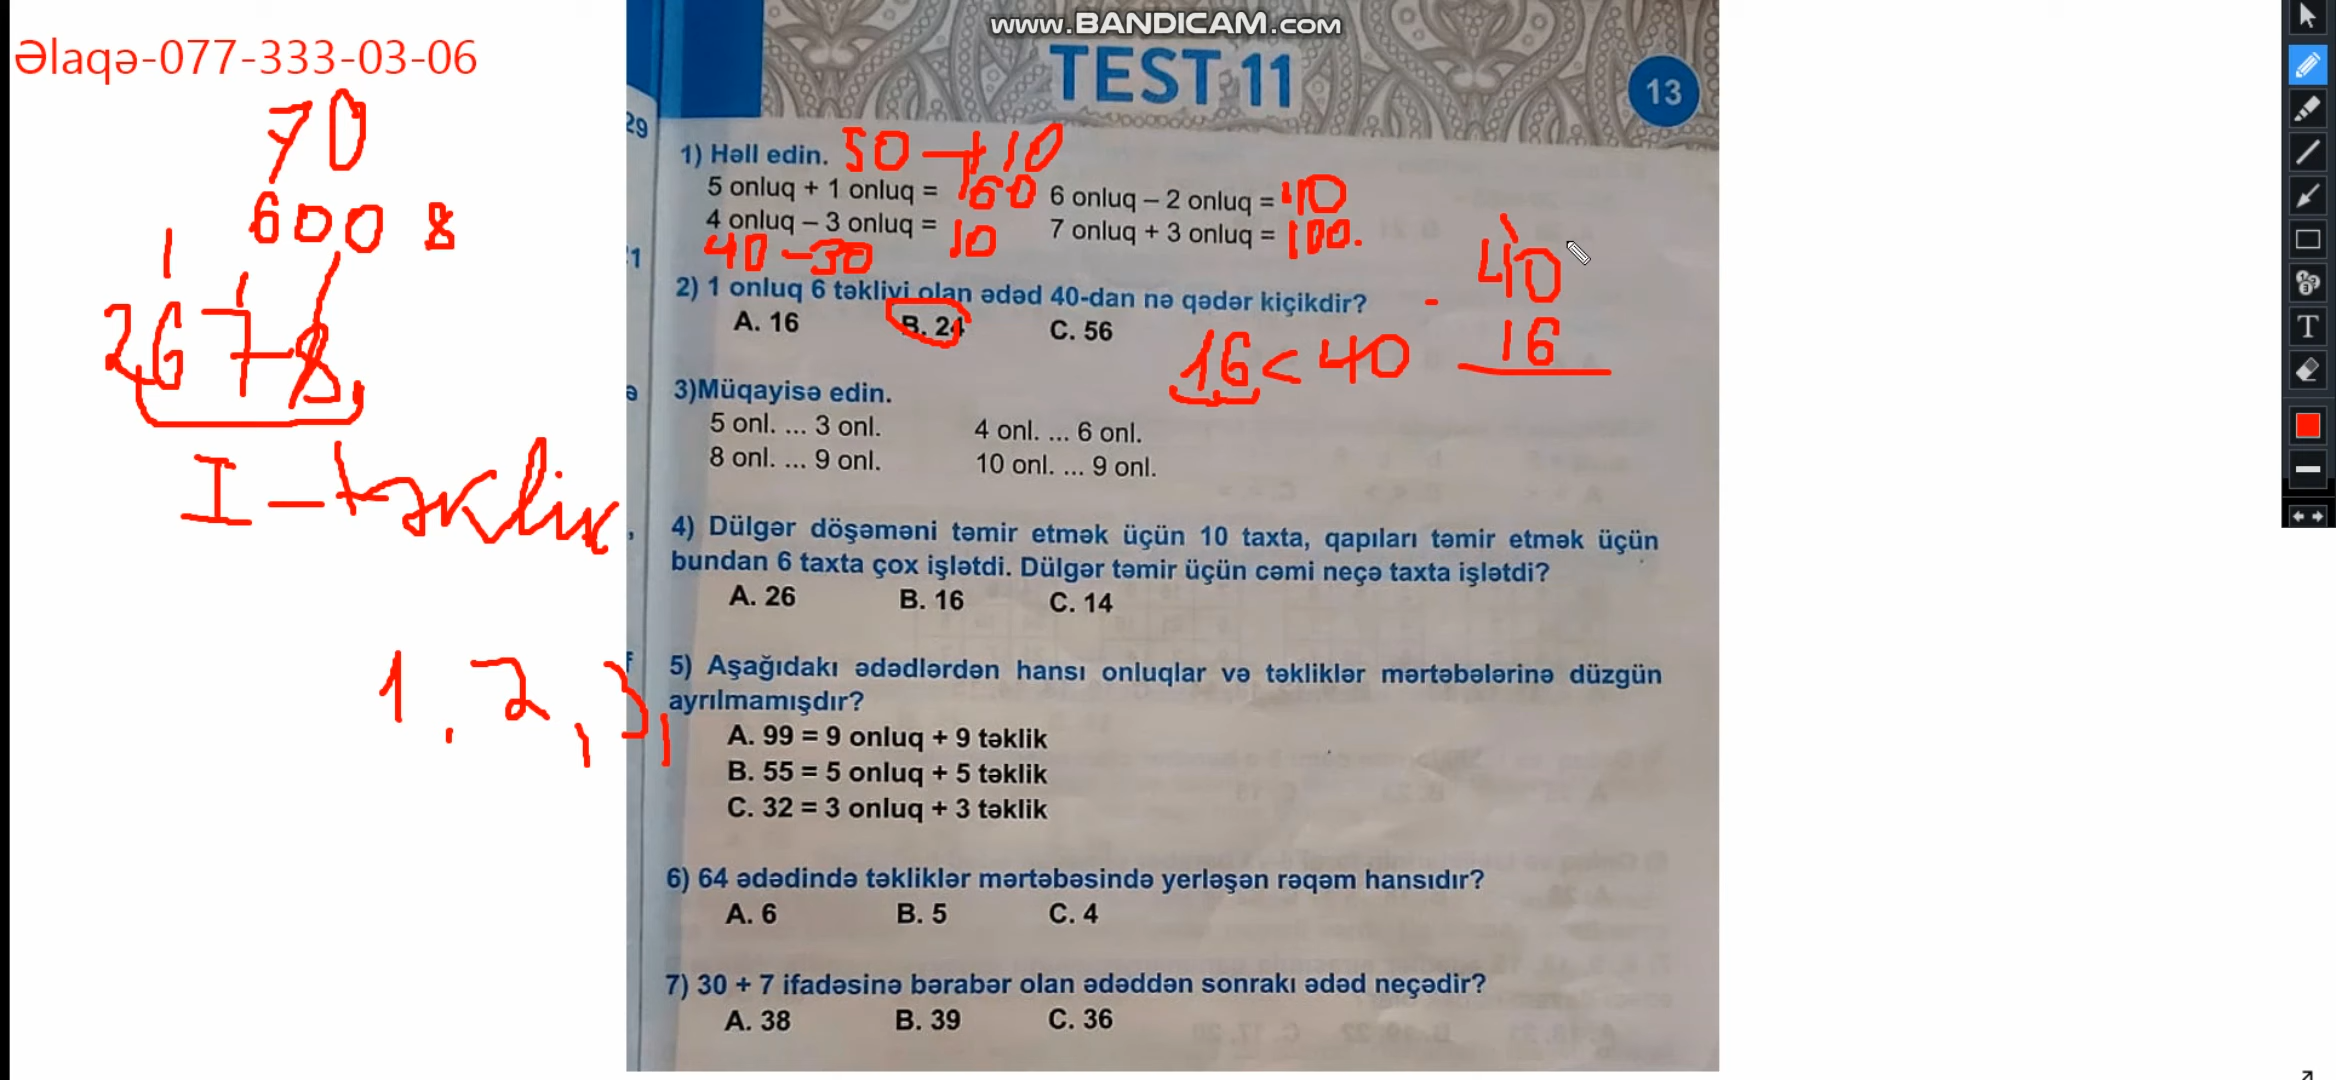 www.BANDICAM.com
Əlaqə-077-333-03-06
TEST 11
13
29
70
600 8
2678
I - təklik
1, 2, 3,
1) Həll edin. 50 + 10
5 onluq + 1 onluq = 60 6 onluq – 2 onluq = 40
4 onluq – 3 onluq = 10 7 onluq + 3 onluq = 100.
40 - 30
2) 1 onluq 6 təkliyi olan ədəd 40-dan nə qədər kiçikdir?
A. 16 B. 24 C. 56
16 < 40
- 40
16
3)Müqayisə edin.
5 onl. ... 3 onl. 4 onl. ... 6 onl.
8 onl. ... 9 onl. 10 onl. ... 9 onl.
4) Dülgər döşəməni təmir etmək üçün 10 taxta, qapıları təmir etmək üçün
bundan 6 taxta çox işlətdi. Dülgər təmir üçün cəmi neçə taxta işlətdi?
A. 26 B. 16 C. 14
5) Aşağıdakı ədədlərdən hansı onluqlar və təkliklər mərtəbələrinə düzgün
ayrılmamışdır?
A. 99 = 9 onluq + 9 təklik
B. 55 = 5 onluq + 5 təklik
C. 32 = 3 onluq + 3 təklik
6) 64 ədədində təkliklər mərtəbəsində yerləşən rəqəm hansıdır?
A. 6 B. 5 C. 4
7) 30 + 7 ifadəsinə bərabər olan ədəddən sonrakı ədəd neçədir?
A. 38 B. 39 C. 36